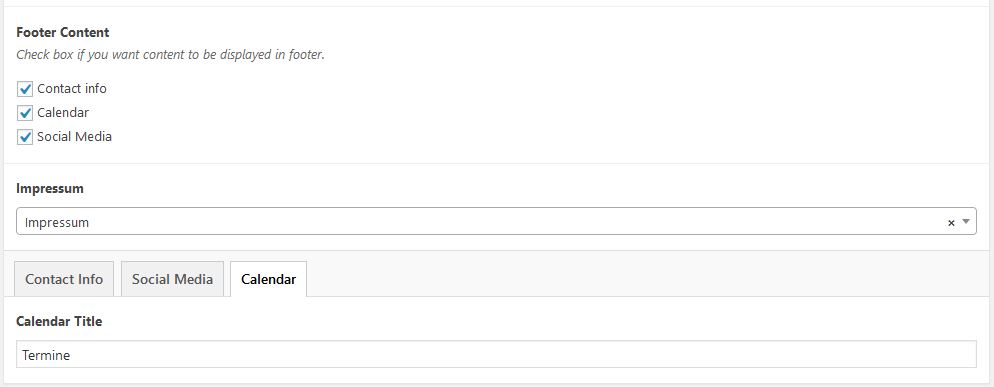 Footer Content
Check box if you want content to be displayed in footer.
Contact info
Calendar
Social Media
Impressum
Impressum ×
Contact Info Social Media Calendar
Calendar Title
Termine